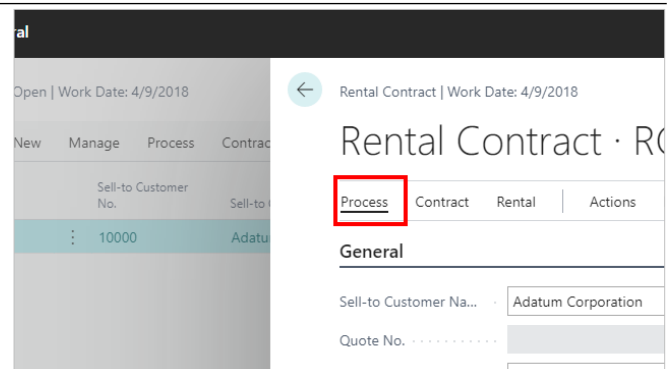 ral
Open | Work Date: 4/9/2018
New Manage Process Contrac
Sell-to Customer
No.
Sell-to
10000 Adatu
Rental Contract | Work Date: 4/9/2018
Rental Contract · R
Process Contract Rental | Actions
General
Sell-to Customer Na... Adatum Corporation
Quote No.